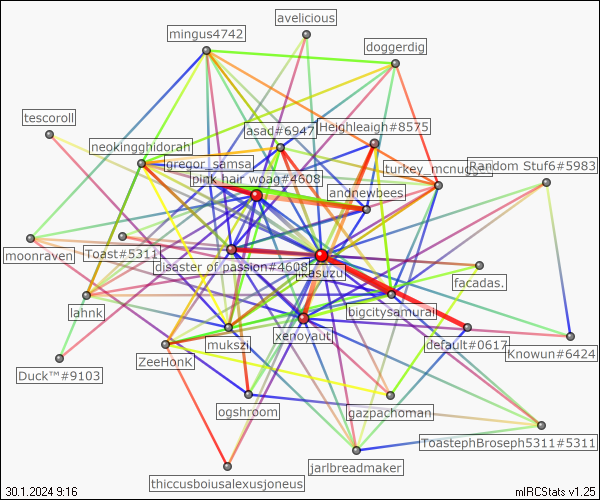 avelicious
mingus4742
doggerdig
tescoroll
asad#6947
Heighleaigh#8575
neokingghidorah
gregor_samsa
turkey_mcnugg
Random Stuf6#5983
pink hair woag#4608
andnewbees
moonraven
Toast#5311
disaster of passion#4608
ikasuzu
facadas.
lahnk
bigcitysamurai
mukszi
xenoyaut
default#0617
Knowun#6424
ZeeHonk
Duck™#9103
ogshroom
gazpachoman
ToastephBroseph5311#5311
jarlbreadmaker
thiccusboiusalexusjoneus
30.1.2024 9:16
mIRCStats v1.25